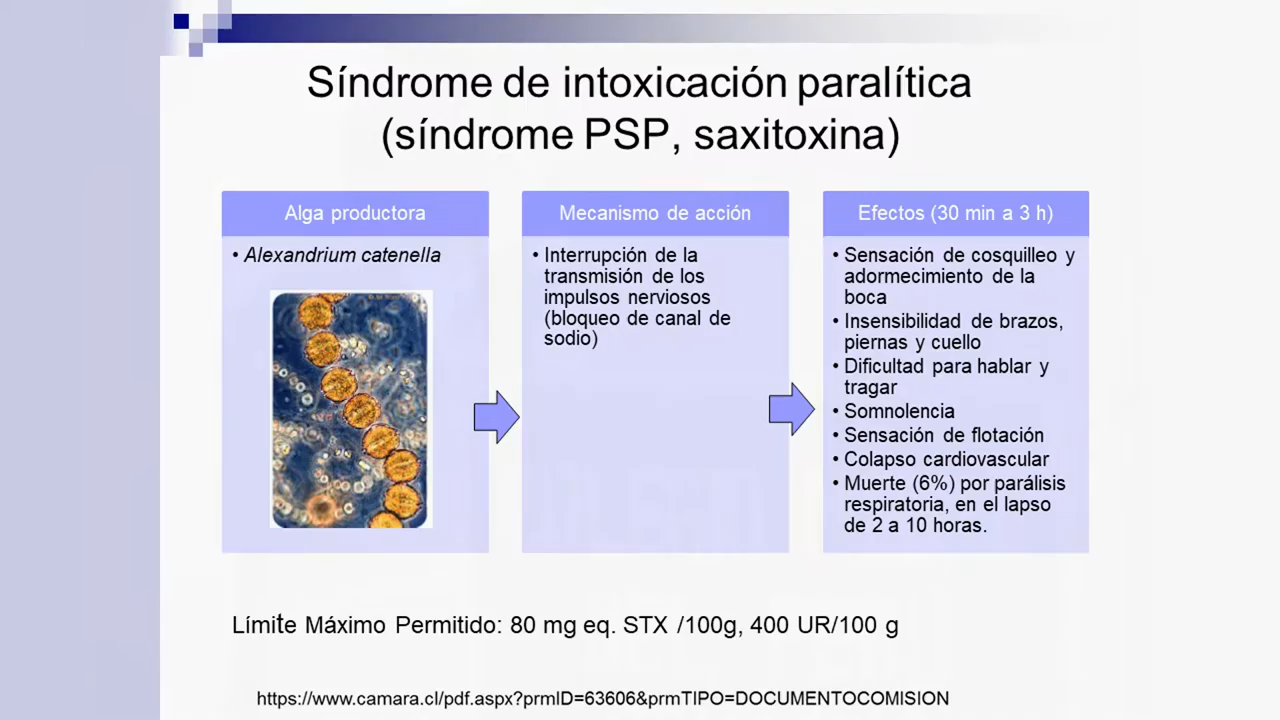 Síndrome de intoxicación paralítica
(síndrome PSP, saxitoxina)
Alga productora
• Alexandrium catenella
Mecanismo de acción
• Interrupción de la
transmisión de los
impulsos nerviosos
(bloqueo de canal de
sodio)
Efectos (30 min a 3 h)
• Sensación de cosquilleo y
adormecimiento de la
boca
• Insensibilidad de brazos,
piernas y cuello
• Dificultad para hablar y
tragar
• Somnolencia
• Sensación de flotación
• Colapso cardiovascular
• Muerte (6%) por parálisis
respiratoria, en el lapso
de 2 a 10 horas.
Límite Máximo Permitido: 80 mg eq. STX /100g, 400 UR/100 g
https://www.camara.cl/pdf.aspx?prmID=63606&prmTIPO=DOCUMENTOCOMISION